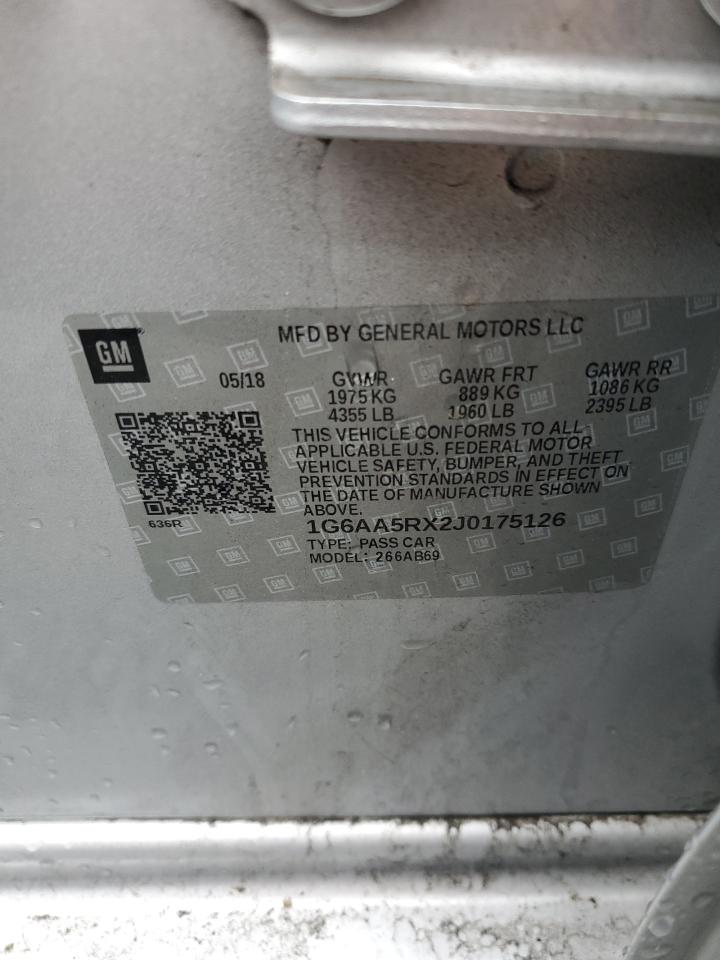 GM
MFD BY GENERAL MOTORS LLC
05/18 GVWR GAWR FRT GAWR RR
1975 KG 889 KG 1086 KG
4355 LB 1960 LB 2395 LB
THIS VEHICLE CONFORMS TO ALL
APPLICABLE U.S. FEDERAL MOTOR
VEHICLE SAFETY, BUMPER, AND THEFT
PREVENTION STANDARDS IN EFFECT ON
THE DATE OF MANUFACTURE SHOWN
ABOVE.
636R
1G6AA5RX2J0175126
TYPE: PASS CAR
MODEL: 266AB69